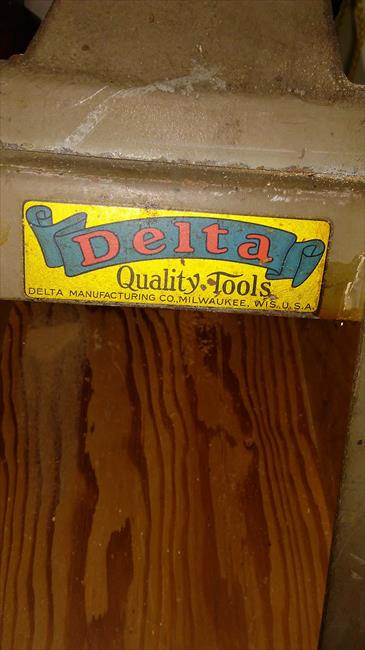 Delta
Quality Tools
DELTA MANUFACTURING CO., MILWAUKEE, WIS., U.S.A.